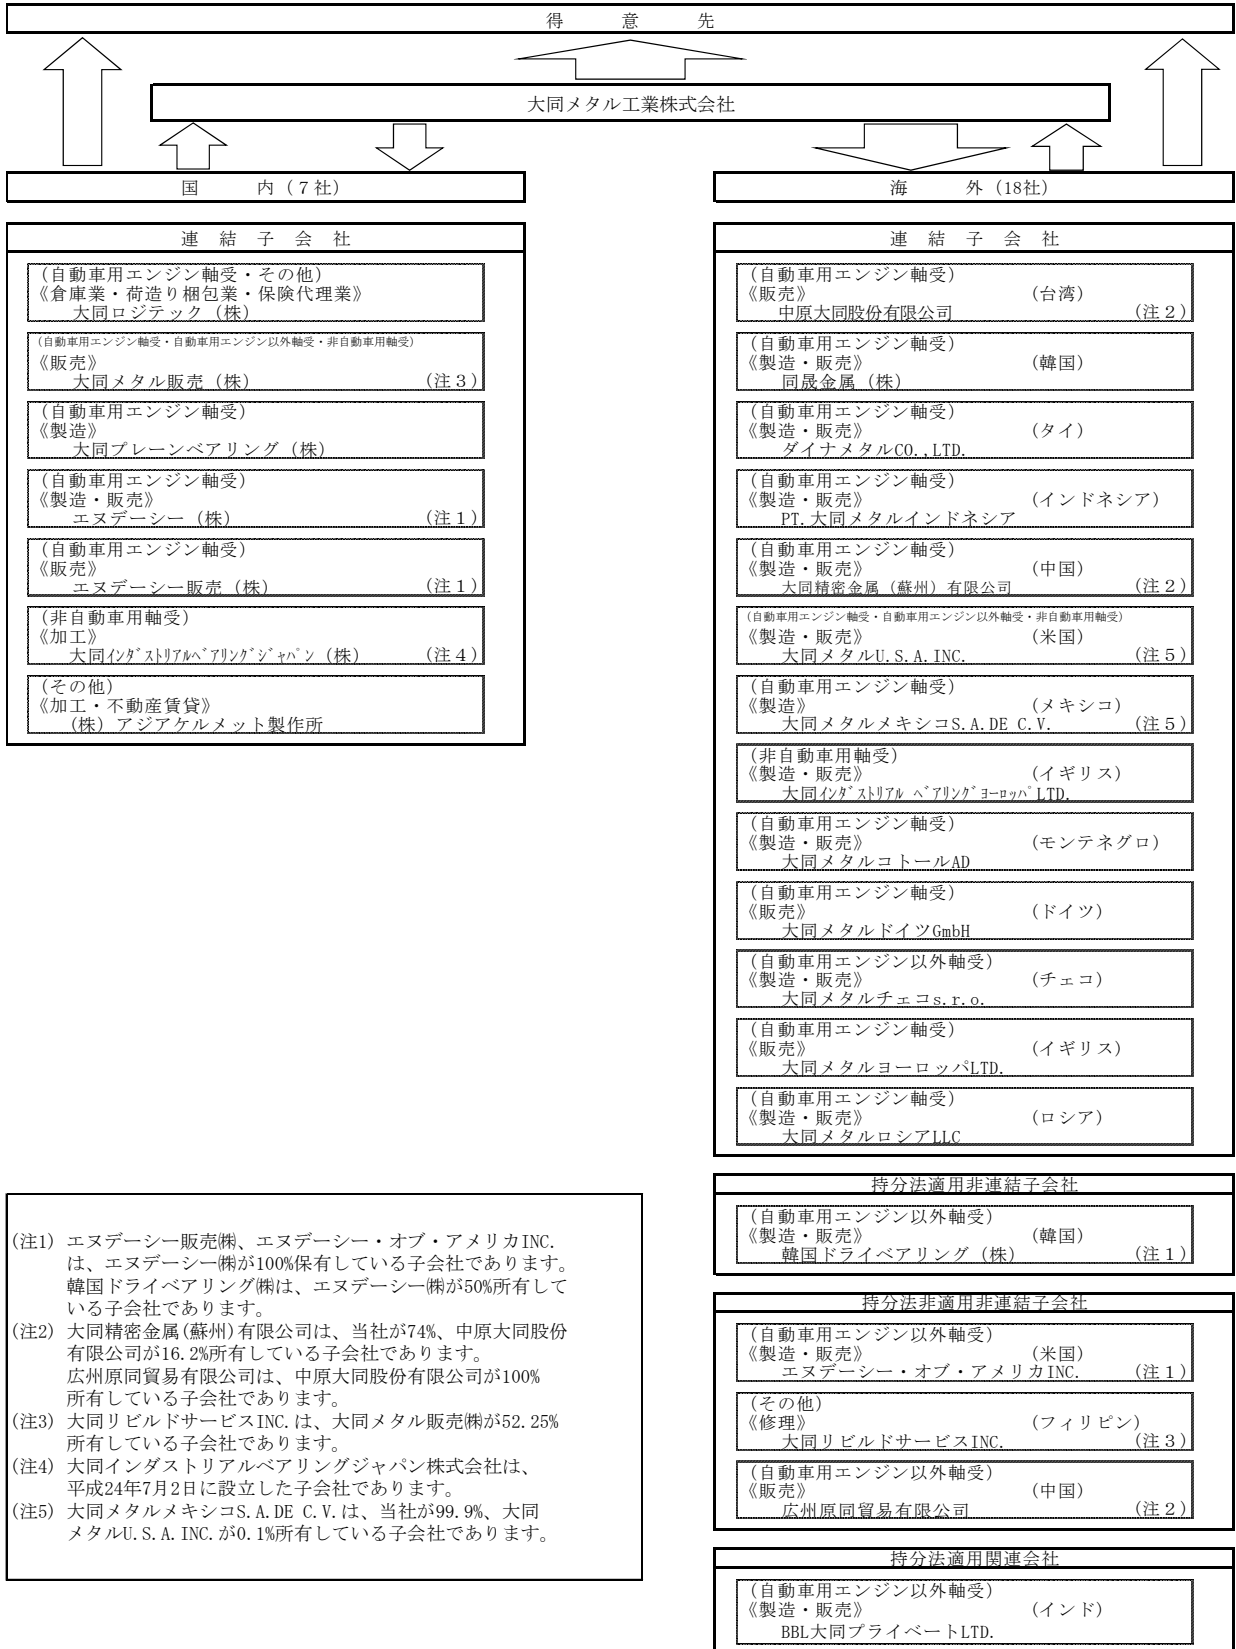 得　意　先
大同メタル工業株式会社
国　内（７社）
連　結　子　会　社
（自動車用エンジン軸受・その他）
《倉庫業・荷造り梱包業・保険代理業》
大同ロジテック（株）
（自動車用エンジン軸受・自動車用エンジン以外軸受・非自動車用軸受）
《販売》
大同メタル販売（株）　（注３）
（自動車用エンジン軸受）
《製造》
大同プレーンベアリング（株）
（自動車用エンジン軸受）
《製造・販売》
エヌデーシー（株）　（注１）
（自動車用エンジン軸受）
《販売》
エヌデーシー販売（株）　（注１）
（非自動車用軸受）
《加工》
大同ｲﾝﾀﾞｽﾄﾘｱﾙﾍﾞｱﾘﾝｸﾞｼﾞｬﾊﾟﾝ（株）　（注４）
（その他）
《加工・不動産賃貸》
（株）アジアケルメット製作所
海　外（18社）
連　結　子　会　社
（自動車用エンジン軸受）
《販売》　（台湾）
中原大同股份有限公司　（注２）
（自動車用エンジン軸受）
《製造・販売》　（韓国）
同晟金属（株）
（自動車用エンジン軸受）
《製造・販売》　（タイ）
ダイナメタルCO.,LTD.
（自動車用エンジン軸受）
《製造・販売》　（インドネシア）
PT.大同メタルインドネシア
（自動車用エンジン軸受）
《製造・販売》　（中国）
大同精密金属（蘇州）有限公司　（注２）
（自動車用エンジン軸受・自動車用エンジン以外軸受・非自動車用軸受）
《製造・販売》　（米国）
大同メタルU.S.A.INC.　（注５）
（自動車用エンジン軸受）
《製造》　（メキシコ）
大同メタルメキシコS.A.DE C.V.　（注５）
（非自動車用軸受）
《製造・販売》　（イギリス）
大同ｲﾝﾀﾞｽﾄﾘｱﾙ ﾍﾞｱﾘﾝｸﾞﾖｰﾛｯﾊﾟLTD.
（自動車用エンジン軸受）
《製造・販売》　（モンテネグロ）
大同メタルコトールAD
（自動車用エンジン軸受）
《販売》　（ドイツ）
大同メタルドイツGmbH
（自動車用エンジン以外軸受）
《製造・販売》　（チェコ）
大同メタルチェコs.r.o.
（自動車用エンジン軸受）
《販売》　（イギリス）
大同メタルヨーロッパLTD.
（自動車用エンジン軸受）
《製造・販売》　（ロシア）
大同メタルロシアLLC
持分法適用非連結子会社
（自動車用エンジン以外軸受）
《製造・販売》　（韓国）
韓国ドライベアリング（株）　（注１）
持分法非適用非連結子会社
（自動車用エンジン以外軸受）
《製造・販売》　（米国）
エヌデーシー・オブ・アメリカINC.　（注１）
（その他）
《修理》　（フィリピン）
大同リビルドサービスINC.　（注３）
（自動車用エンジン以外軸受）
《販売》　（中国）
広州原同貿易有限公司　（注２）
持分法適用関連会社
（自動車用エンジン以外軸受）
《製造・販売》　（インド）
BBL大同プライベートLTD.
(注1) エヌデーシー販売㈱、エヌデーシー・オブ・アメリカINC.
は、エヌデーシー㈱が100%保有している子会社であります。
韓国ドライベアリング㈱は、エヌデーシー㈱が50%所有して
いる子会社であります。
(注2) 大同精密金属(蘇州)有限公司は、当社が74%、中原大同股份
有限公司が16.2%所有している子会社であります。
広州原同貿易有限公司は、中原大同股份有限公司が100%
所有している子会社であります。
(注3) 大同リビルドサービスINC.は、大同メタル販売㈱が52.25%
所有している子会社であります。
(注4) 大同インダストリアルベアリングジャパン株式会社は、
平成24年7月2日に設立した子会社であります。
(注5) 大同メタルメキシコS.A.DE C.V.は、当社が99.9%、大同
メタルU.S.A.INC.が0.1%所有している子会社であります。